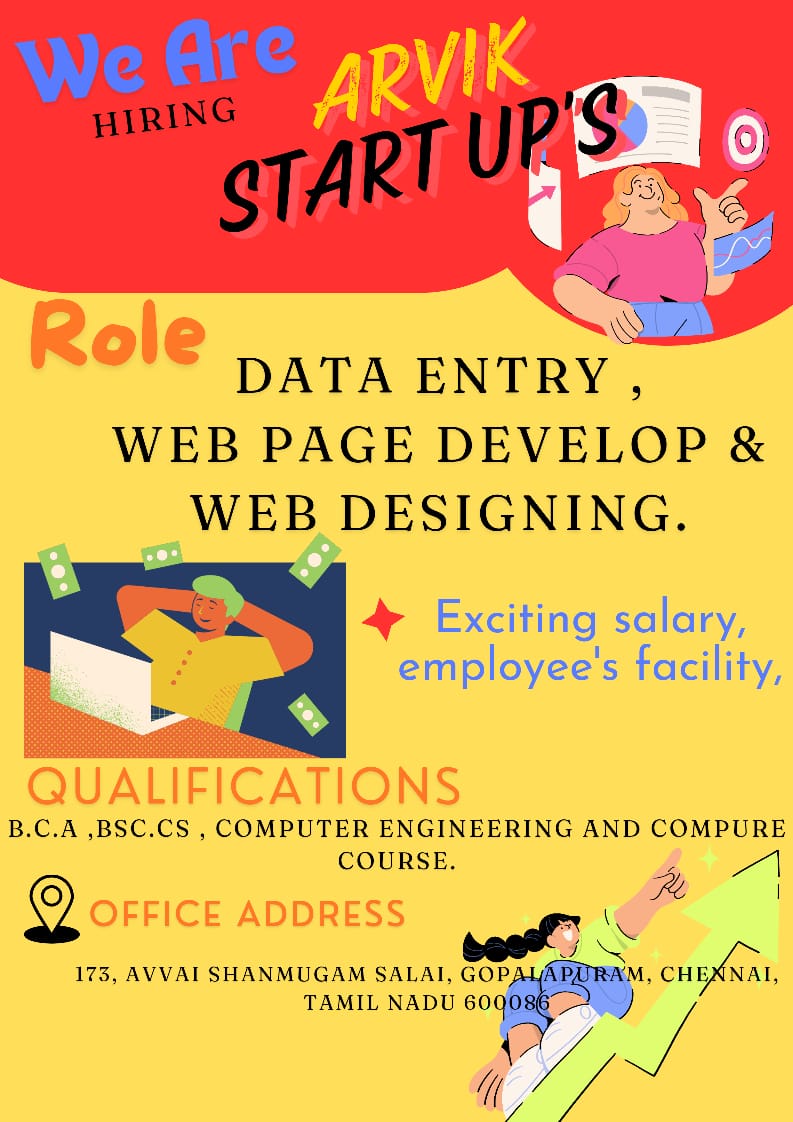 We Are
HIRING
ARVIK
START UP'S
Role
DATA ENTRY ,
WEB PAGE DEVELOP &
WEB DESIGNING.
Exciting salary,
employee's facility,
QUALIFICATIONS
B.C.A ,BSC.CS , COMPUTER ENGINEERING AND COMPURE
COURSE.
OFFICE ADDRESS
173, AVVAI SHANMUGAM SALAI, GOPALAPURAM, CHENNAI,
TAMIL NADU 600086